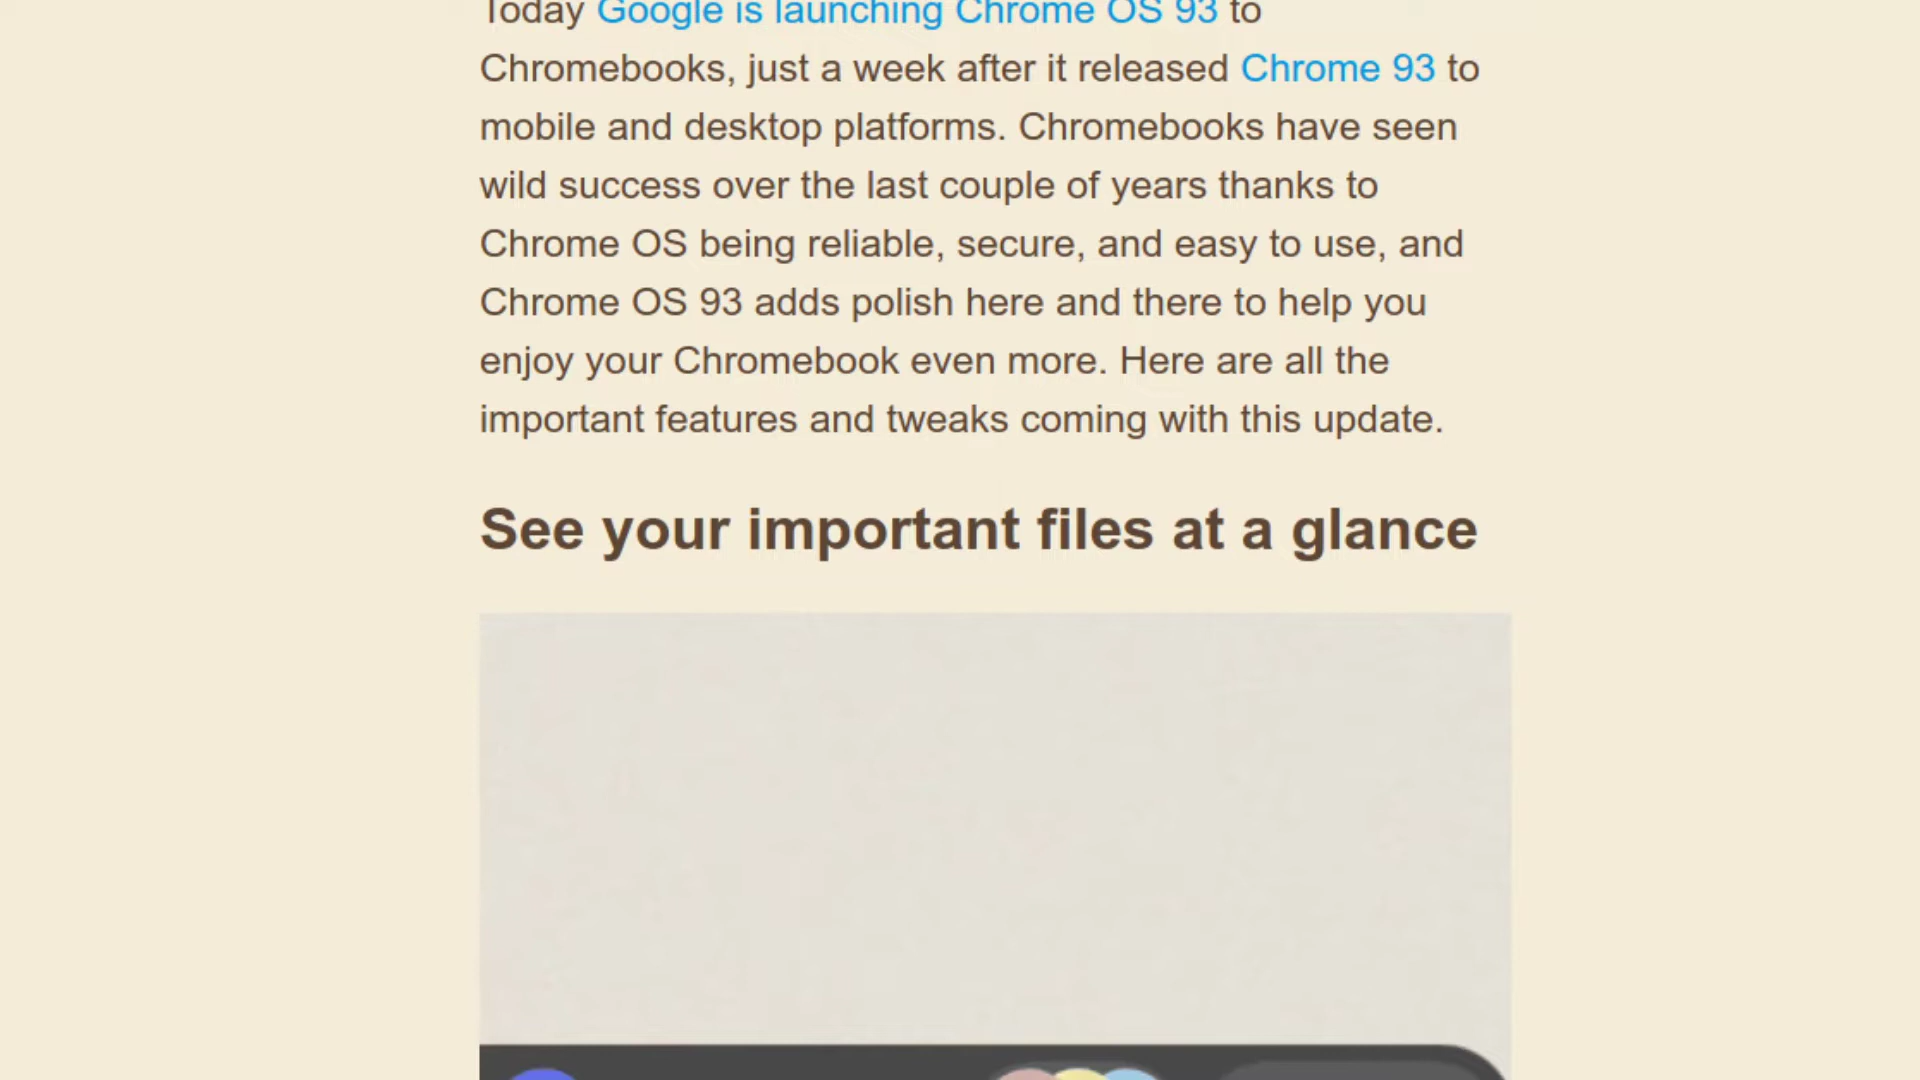 Today Google is launching Chrome OS 93 to
Chromebooks, just a week after it released Chrome 93 to
mobile and desktop platforms. Chromebooks have seen
wild success over the last couple of years thanks to
Chrome OS being reliable, secure, and easy to use, and
Chrome OS 93 adds polish here and there to help you
enjoy your Chromebook even more. Here are all the
important features and tweaks coming with this update.
See your important files at a glance